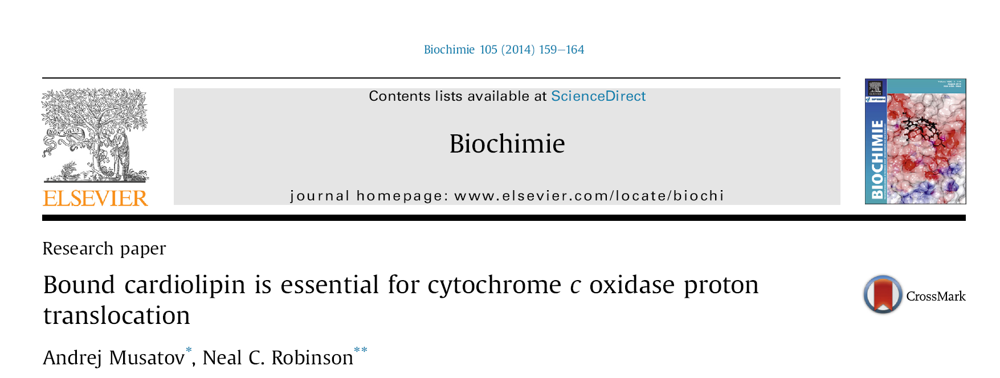 Biochimie 105 (2014) 159–164
Contents lists available at ScienceDirect
Biochimie
journal homepage: www.elsevier.com/locate/biochi
NON SOLUS
ELSEVIER
BIOCHIMIE
Research paper
Bound cardiolipin is essential for cytochrome c oxidase proton
translocation
CrossMark
Andrej Musatov*, Neal C. Robinson**